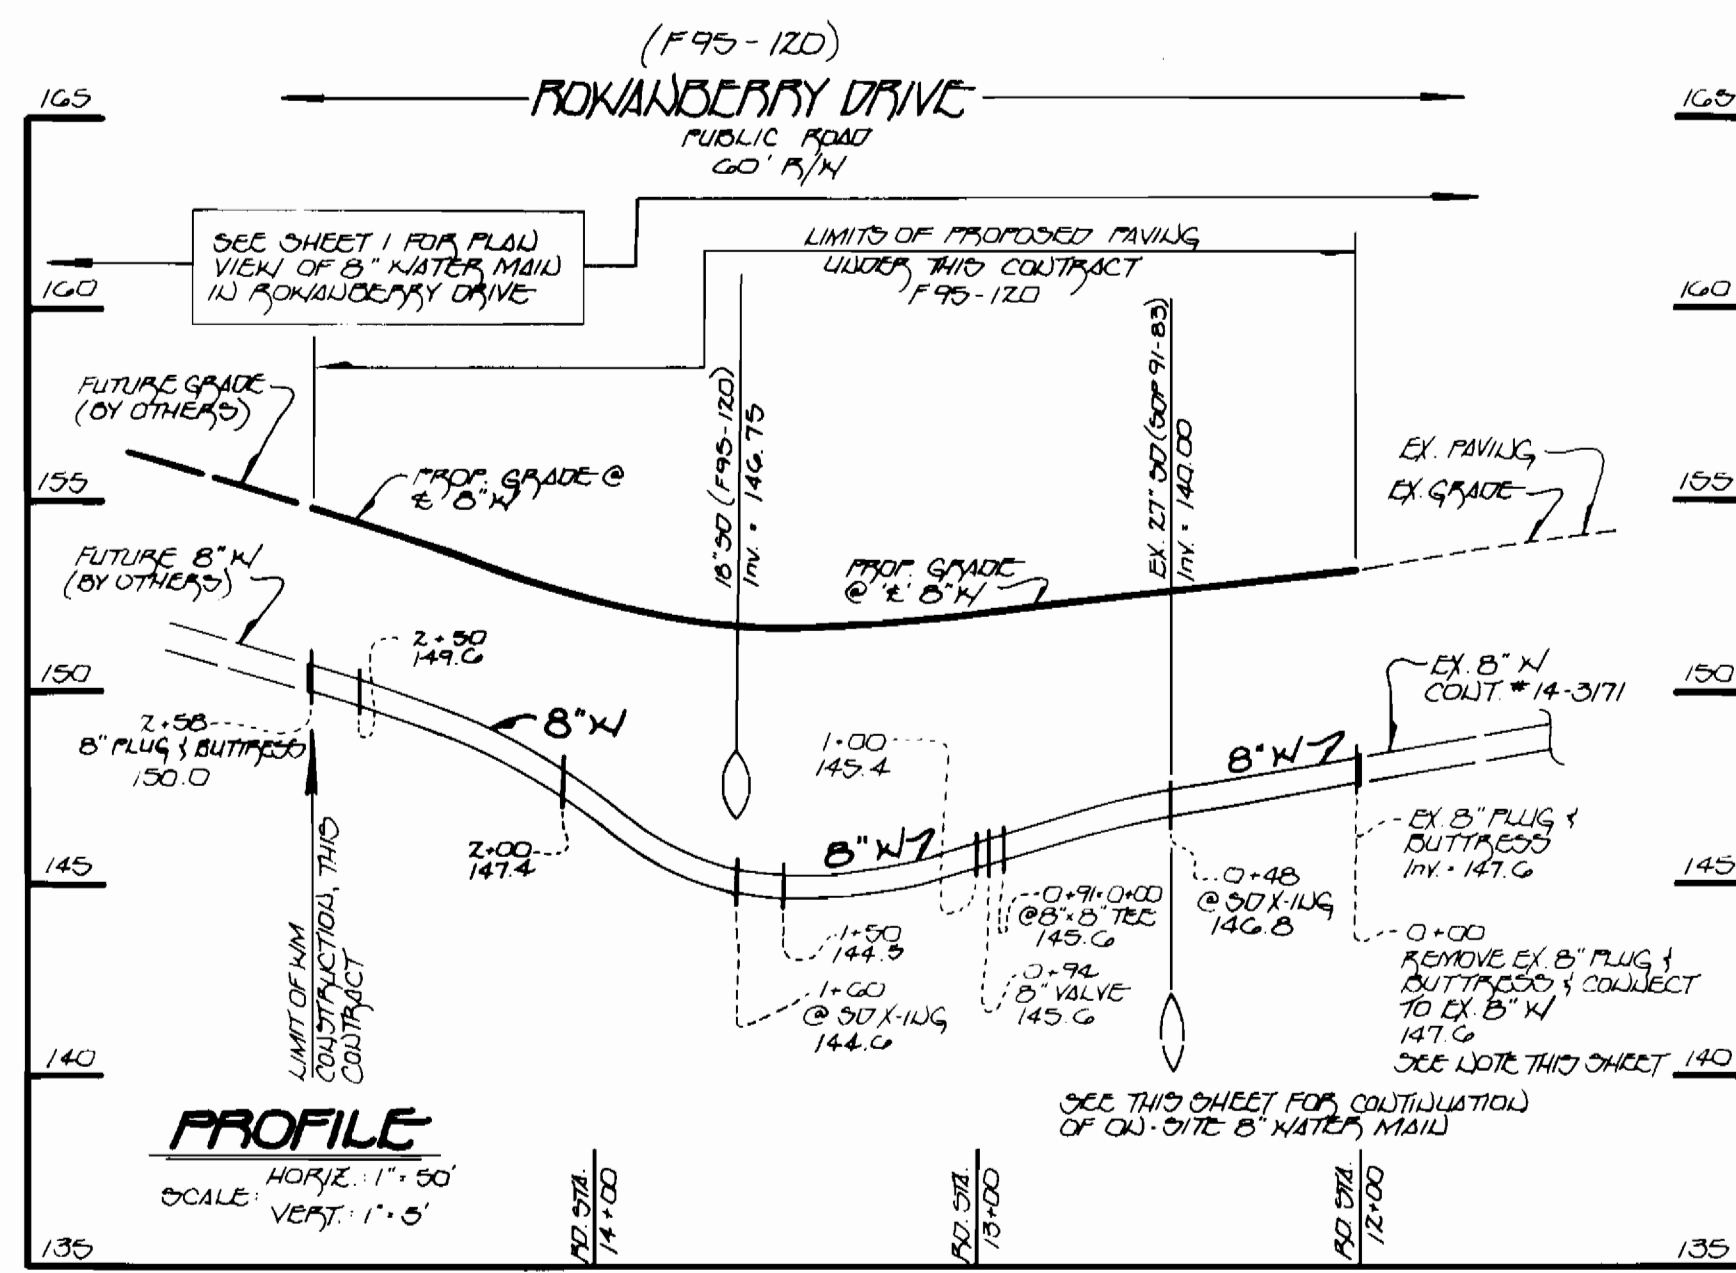 (F95-120)
ROWANBERRY DRIVE
PUBLIC ROAD
60' R/W
165
165
SEE SHEET 1 FOR PLAN
VIEW OF 8" WATER MAIN
IN ROWANBERRY DRIVE
LIMITS OF PROPOSED PAVING
UNDER THIS CONTRACT
F95-120
160
160
FUTURE GRADE
(BY OTHERS)
PROP. GRADE @
℄ 8" W
18" SD (F95-120)
Inv. = 146.75
EX. 27" SD (SDP 91-83)
Inv. = 140.00
EX. PAVING
EX. GRADE
155
155
FUTURE 8" W
(BY OTHERS)
PROP. GRADE
@ ℄ 8" W
2+50
149.6
150
150
EX. 8" W
CONT. # 14-3171
2+58
8" PLUG & BUTTRESS
150.0
8" W
1+00
145.4
8" W
LIMIT OF W/M
CONSTRUCTION, THIS
CONTRACT
2+00
147.4
8" W
EX. 8" PLUG &
BUTTRESS
Inv. = 147.6
145
145
1+50
144.5
0+91=0+00
@ 8"x8" TEE
145.6
0+48
@ SD X-ING
146.8
1+60
@ SD X-ING
144.6
0+94
8" VALVE
145.6
0+00
REMOVE EX. 8" PLUG &
BUTTRESS & CONNECT
TO EX. 8" W
147.6
SEE NOTE THIS SHEET
140
140
SEE THIS SHEET FOR CONTINUATION
OF ON-SITE 8" WATER MAIN
PROFILE
SCALE:
HORIZ.: 1" = 50'
VERT.: 1" = 5'
RD. STA.
14+00
RD. STA.
13+00
RD. STA.
12+00
135
135